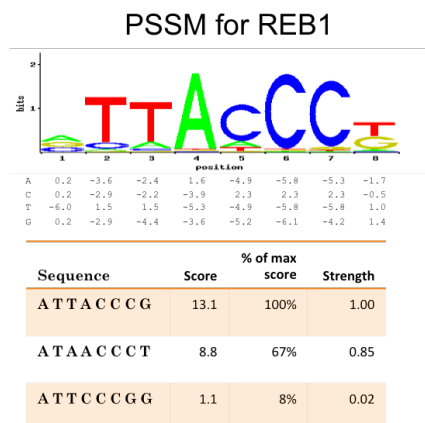 PSSM for REB1
2
1
bits
1 2 3 4 5 6 7 8
position
A 0.2 -3.6 -2.4 1.6 -4.9 -5.8 -5.3 -1.7
C 0.2 -2.9 -2.2 -3.9 2.3 2.3 2.3 -0.5
T -6.0 1.5 1.5 -5.3 -4.9 -5.8 -5.8 1.0
G 0.2 -2.9 -4.4 -3.6 -5.2 -6.1 -4.2 1.4
Sequence Score % of max score Strength
ATTACCCG 13.1 100% 1.00
ATAACCCT 8.8 67% 0.85
ATTCCCGG 1.1 8% 0.02